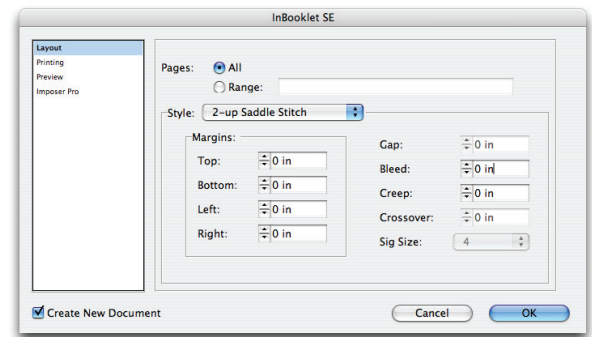 InBooklet SE
Layout
Printing
Preview
Imposer Pro
Pages: All
Range:
Style: 2-up Saddle Stitch
Margins:
Top: 0 in
Bottom: 0 in
Left: 0 in
Right: 0 in
Gap: 0 in
Bleed: 0 in
Creep: 0 in
Crossover: 0 in
Sig Size: 4
Create New Document
Cancel
OK